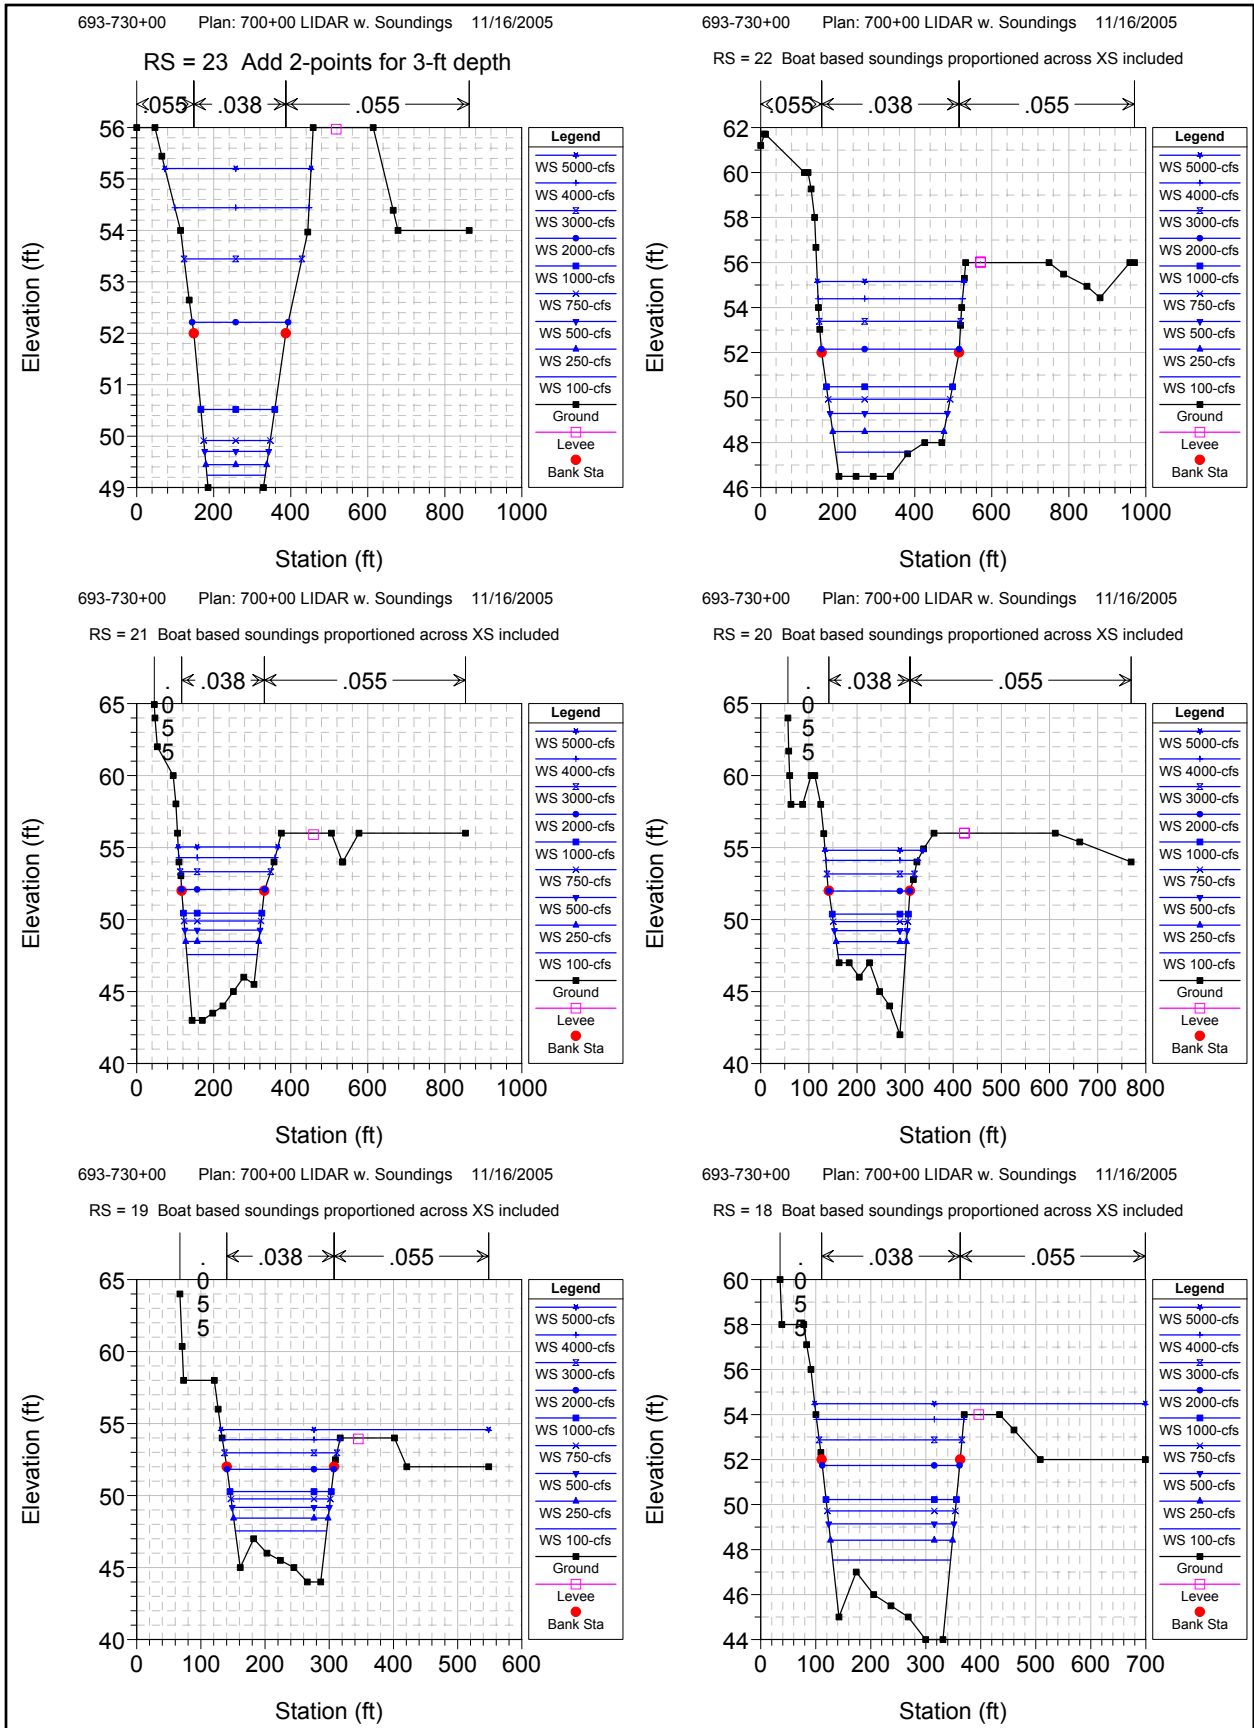 693-730+00 Plan: 700+00 LIDAR w. Soundings 11/16/2005
RS = 23 Add 2-points for 3-ft depth
.055 .038 .055
56
55
54
53
52
51
50
49
0 200 400 600 800 1000
Station (ft)
Elevation (ft)
Legend
WS 5000-cfs
WS 4000-cfs
WS 3000-cfs
WS 2000-cfs
WS 1000-cfs
WS 750-cfs
WS 500-cfs
WS 250-cfs
WS 100-cfs
Ground
Levee
Bank Sta
693-730+00 Plan: 700+00 LIDAR w. Soundings 11/16/2005
RS = 22 Boat based soundings proportioned across XS included
.055 .038 .055
62
60
58
56
54
52
50
48
46
0 200 400 600 800 1000
Station (ft)
Elevation (ft)
Legend
WS 5000-cfs
WS 4000-cfs
WS 3000-cfs
WS 2000-cfs
WS 1000-cfs
WS 750-cfs
WS 500-cfs
WS 250-cfs
WS 100-cfs
Ground
Levee
Bank Sta
693-730+00 Plan: 700+00 LIDAR w. Soundings 11/16/2005
RS = 21 Boat based soundings proportioned across XS included
.055 .038 .055
65
60
55
50
45
40
0 200 400 600 800 1000
Station (ft)
Elevation (ft)
Legend
WS 5000-cfs
WS 4000-cfs
WS 3000-cfs
WS 2000-cfs
WS 1000-cfs
WS 750-cfs
WS 500-cfs
WS 250-cfs
WS 100-cfs
Ground
Levee
Bank Sta
693-730+00 Plan: 700+00 LIDAR w. Soundings 11/16/2005
RS = 20 Boat based soundings proportioned across XS included
.055 .038 .055
65
60
55
50
45
40
0 100 200 300 400 500 600 700 800
Station (ft)
Elevation (ft)
Legend
WS 5000-cfs
WS 4000-cfs
WS 3000-cfs
WS 2000-cfs
WS 1000-cfs
WS 750-cfs
WS 500-cfs
WS 250-cfs
WS 100-cfs
Ground
Levee
Bank Sta
693-730+00 Plan: 700+00 LIDAR w. Soundings 11/16/2005
RS = 19 Boat based soundings proportioned across XS included
.055 .038 .055
65
60
55
50
45
40
0 100 200 300 400 500 600
Station (ft)
Elevation (ft)
Legend
WS 5000-cfs
WS 4000-cfs
WS 3000-cfs
WS 2000-cfs
WS 1000-cfs
WS 750-cfs
WS 500-cfs
WS 250-cfs
WS 100-cfs
Ground
Levee
Bank Sta
693-730+00 Plan: 700+00 LIDAR w. Soundings 11/16/2005
RS = 18 Boat based soundings proportioned across XS included
.055 .038 .055
60
58
56
54
52
50
48
46
44
0 100 200 300 400 500 600 700
Station (ft)
Elevation (ft)
Legend
WS 5000-cfs
WS 4000-cfs
WS 3000-cfs
WS 2000-cfs
WS 1000-cfs
WS 750-cfs
WS 500-cfs
WS 250-cfs
WS 100-cfs
Ground
Levee
Bank Sta